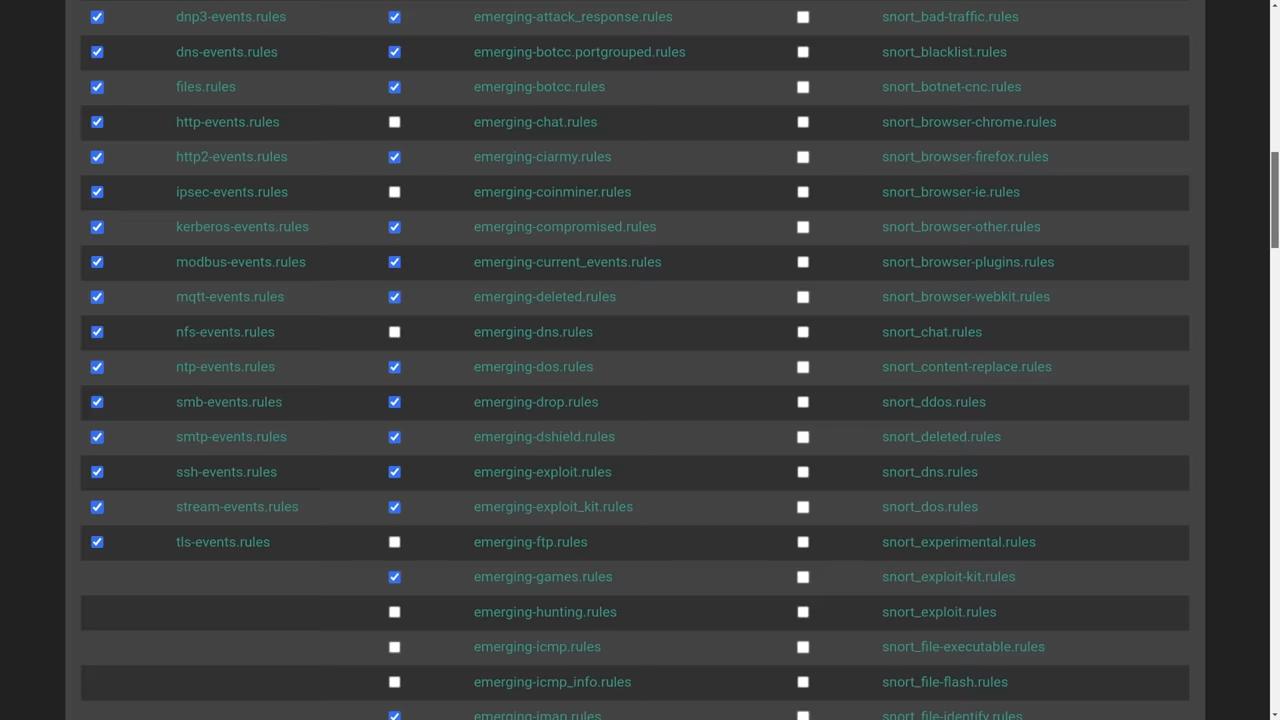 dnp3-events.rules emerging-attack_response.rules snort_bad-traffic.rules
dns-events.rules emerging-botcc.portgrouped.rules snort_blacklist.rules
files.rules emerging-botcc.rules snort_botnet-cnc.rules
http-events.rules emerging-chat.rules snort_browser-chrome.rules
http2-events.rules emerging-ciarmy.rules snort_browser-firefox.rules
ipsec-events.rules emerging-coinminer.rules snort_browser-ie.rules
kerberos-events.rules emerging-compromised.rules snort_browser-other.rules
modbus-events.rules emerging-current_events.rules snort_browser-plugins.rules
mqtt-events.rules emerging-deleted.rules snort_browser-webkit.rules
nfs-events.rules emerging-dns.rules snort_chat.rules
ntp-events.rules emerging-dos.rules snort_content-replace.rules
smb-events.rules emerging-drop.rules snort_ddos.rules
smtp-events.rules emerging-dshield.rules snort_deleted.rules
ssh-events.rules emerging-exploit.rules snort_dns.rules
stream-events.rules emerging-exploit_kit.rules snort_dos.rules
tls-events.rules emerging-ftp.rules snort_experimental.rules
emerging-games.rules snort_exploit-kit.rules
emerging-hunting.rules snort_exploit.rules
emerging-icmp.rules snort_file-executable.rules
emerging-icmp_info.rules snort_file-flash.rules
emerging-imap.rules snort_file-identify.rules